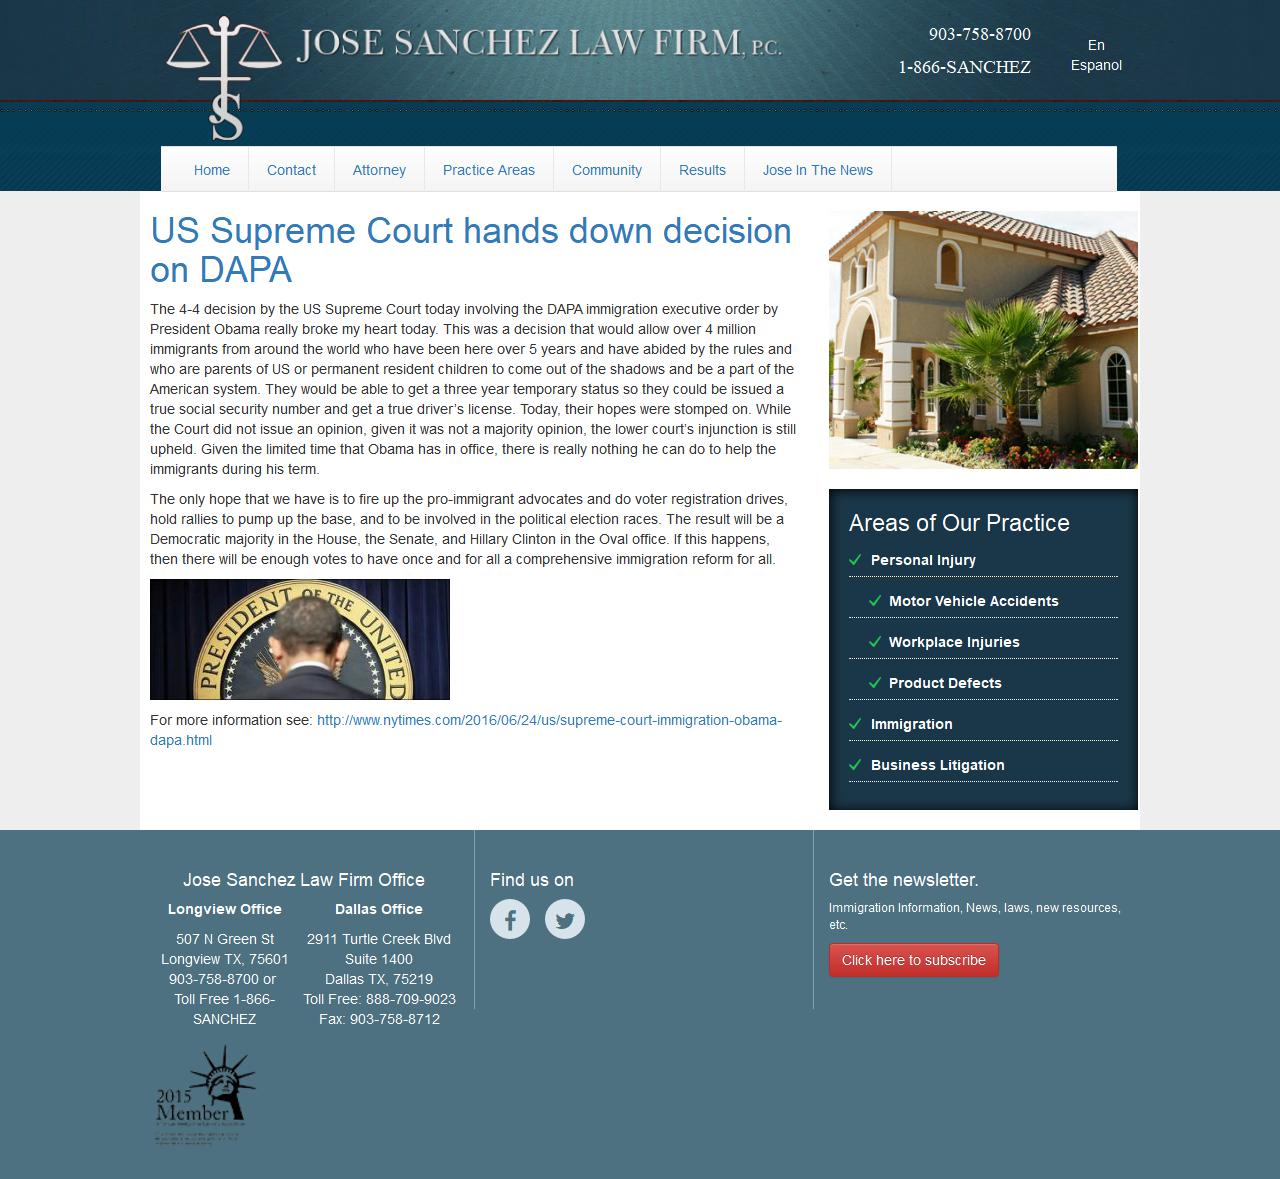 JOSE SANCHEZ LAW FIRM, P.C.
JS
903-758-8700
1-866-SANCHEZ
En
Espanol
Home
Contact
Attorney
Practice Areas
Community
Results
Jose In The News
US Supreme Court hands down decision
on DAPA
The 4-4 decision by the US Supreme Court today involving the DAPA immigration executive order by
President Obama really broke my heart today. This was a decision that would allow over 4 million
immigrants from around the world who have been here over 5 years and have abided by the rules and
who are parents of US or permanent resident children to come out of the shadows and be a part of the
American system. They would be able to get a three year temporary status so they could be issued a
true social security number and get a true driver’s license. Today, their hopes were stomped on. While
the Court did not issue an opinion, given it was not a majority opinion, the lower court’s injunction is still
upheld. Given the limited time that Obama has in office, there is really nothing he can do to help the
immigrants during his term.
The only hope that we have is to fire up the pro-immigrant advocates and do voter registration drives,
hold rallies to pump up the base, and to be involved in the political election races. The result will be a
Democratic majority in the House, the Senate, and Hillary Clinton in the Oval office. If this happens,
then there will be enough votes to have once and for all a comprehensive immigration reform for all.
PRESIDENT OF THE UNITED
For more information see: http://www.nytimes.com/2016/06/24/us/supreme-court-immigration-obama-
dapa.html
Areas of Our Practice
Personal Injury
Motor Vehicle Accidents
Workplace Injuries
Product Defects
Immigration
Business Litigation
Jose Sanchez Law Firm Office
Longview Office
507 N Green St
Longview TX, 75601
903-758-8700 or
Toll Free 1-866-
SANCHEZ
Dallas Office
2911 Turtle Creek Blvd
Suite 1400
Dallas TX, 75219
Toll Free: 888-709-9023
Fax: 903-758-8712
2015
Member
Find us on
Get the newsletter.
Immigration Information, News, laws, new resources,
etc.
Click here to subscribe